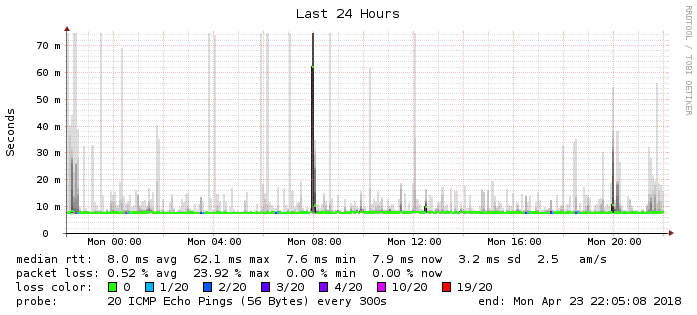 Last 24 Hours
RRDTOOL / TOBI OETIKER
Seconds
70 m
60 m
50 m
40 m
30 m
20 m
10 m
0
Mon 00:00 Mon 04:00 Mon 08:00 Mon 12:00 Mon 16:00 Mon 20:00
median rtt: 8.0 ms avg 62.1 ms max 7.6 ms min 7.9 ms now 3.2 ms sd 2.5 am/s
packet loss: 0.52 % avg 23.92 % max 0.00 % min 0.00 % now
loss color: 0 1/20 2/20 3/20 4/20 10/20 19/20
probe: 20 ICMP Echo Pings (56 Bytes) every 300s end: Mon Apr 23 22:05:08 2018